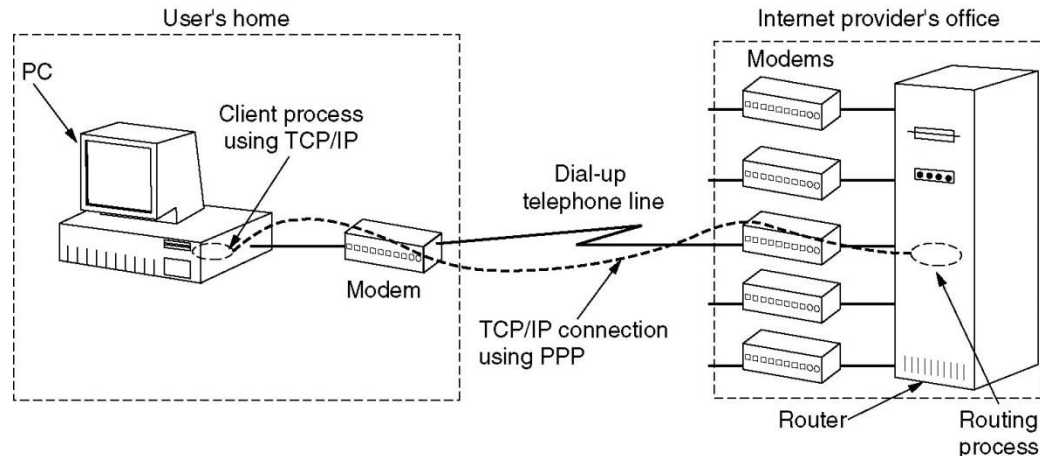 User's home
Internet provider's office
PC
Modems
Client process
using TCP/IP
Dial-up
telephone line
Modem
TCP/IP connection
using PPP
Router
Routing
process